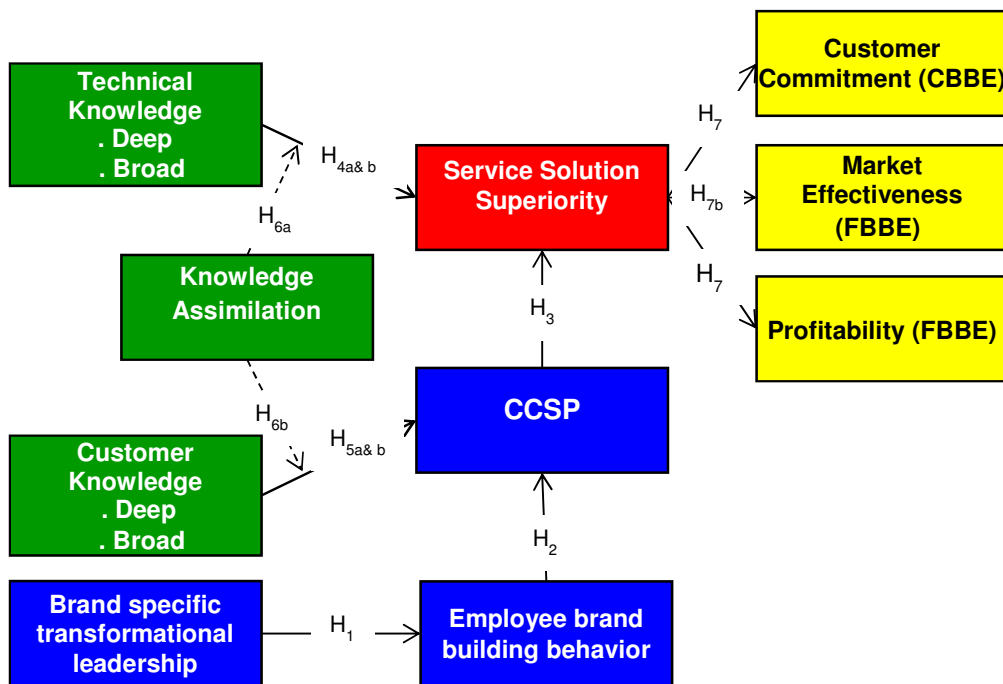 Technical
Knowledge
. Deep
. Broad
H4a& b
H6a
Knowledge
Assimilation
H6b
H5a& b
Customer
Knowledge
. Deep
. Broad
Brand specific
transformational
leadership
H1
Employee brand
building behavior
H2
CCSP
H3
Service Solution
Superiority
H7
H7b
H7
Customer
Commitment (CBBE)
Market
Effectiveness
(FBBE)
Profitability (FBBE)